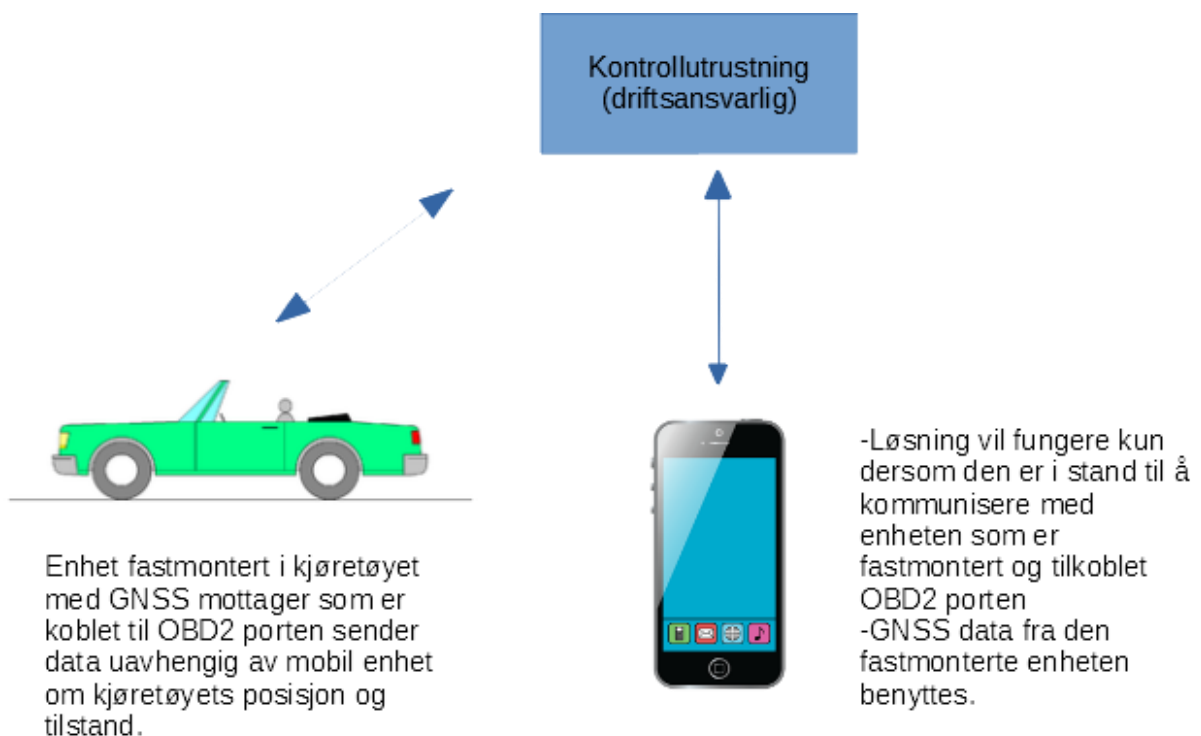 Kontrollutrustning
(driftsansvarlig)
Enhet fastmontert i kjøretøyet
med GNSS mottager som er
koblet til OBD2 porten sender
data uavhengig av mobil enhet
om kjøretøyets posisjon og
tilstand.
-Løsning vil fungere kun
dersom den er i stand til å
kommunisere med
enheten som er
fastmontert og tilkoblet
OBD2 porten
-GNSS data fra den
fastmonterte enheten
benyttes.